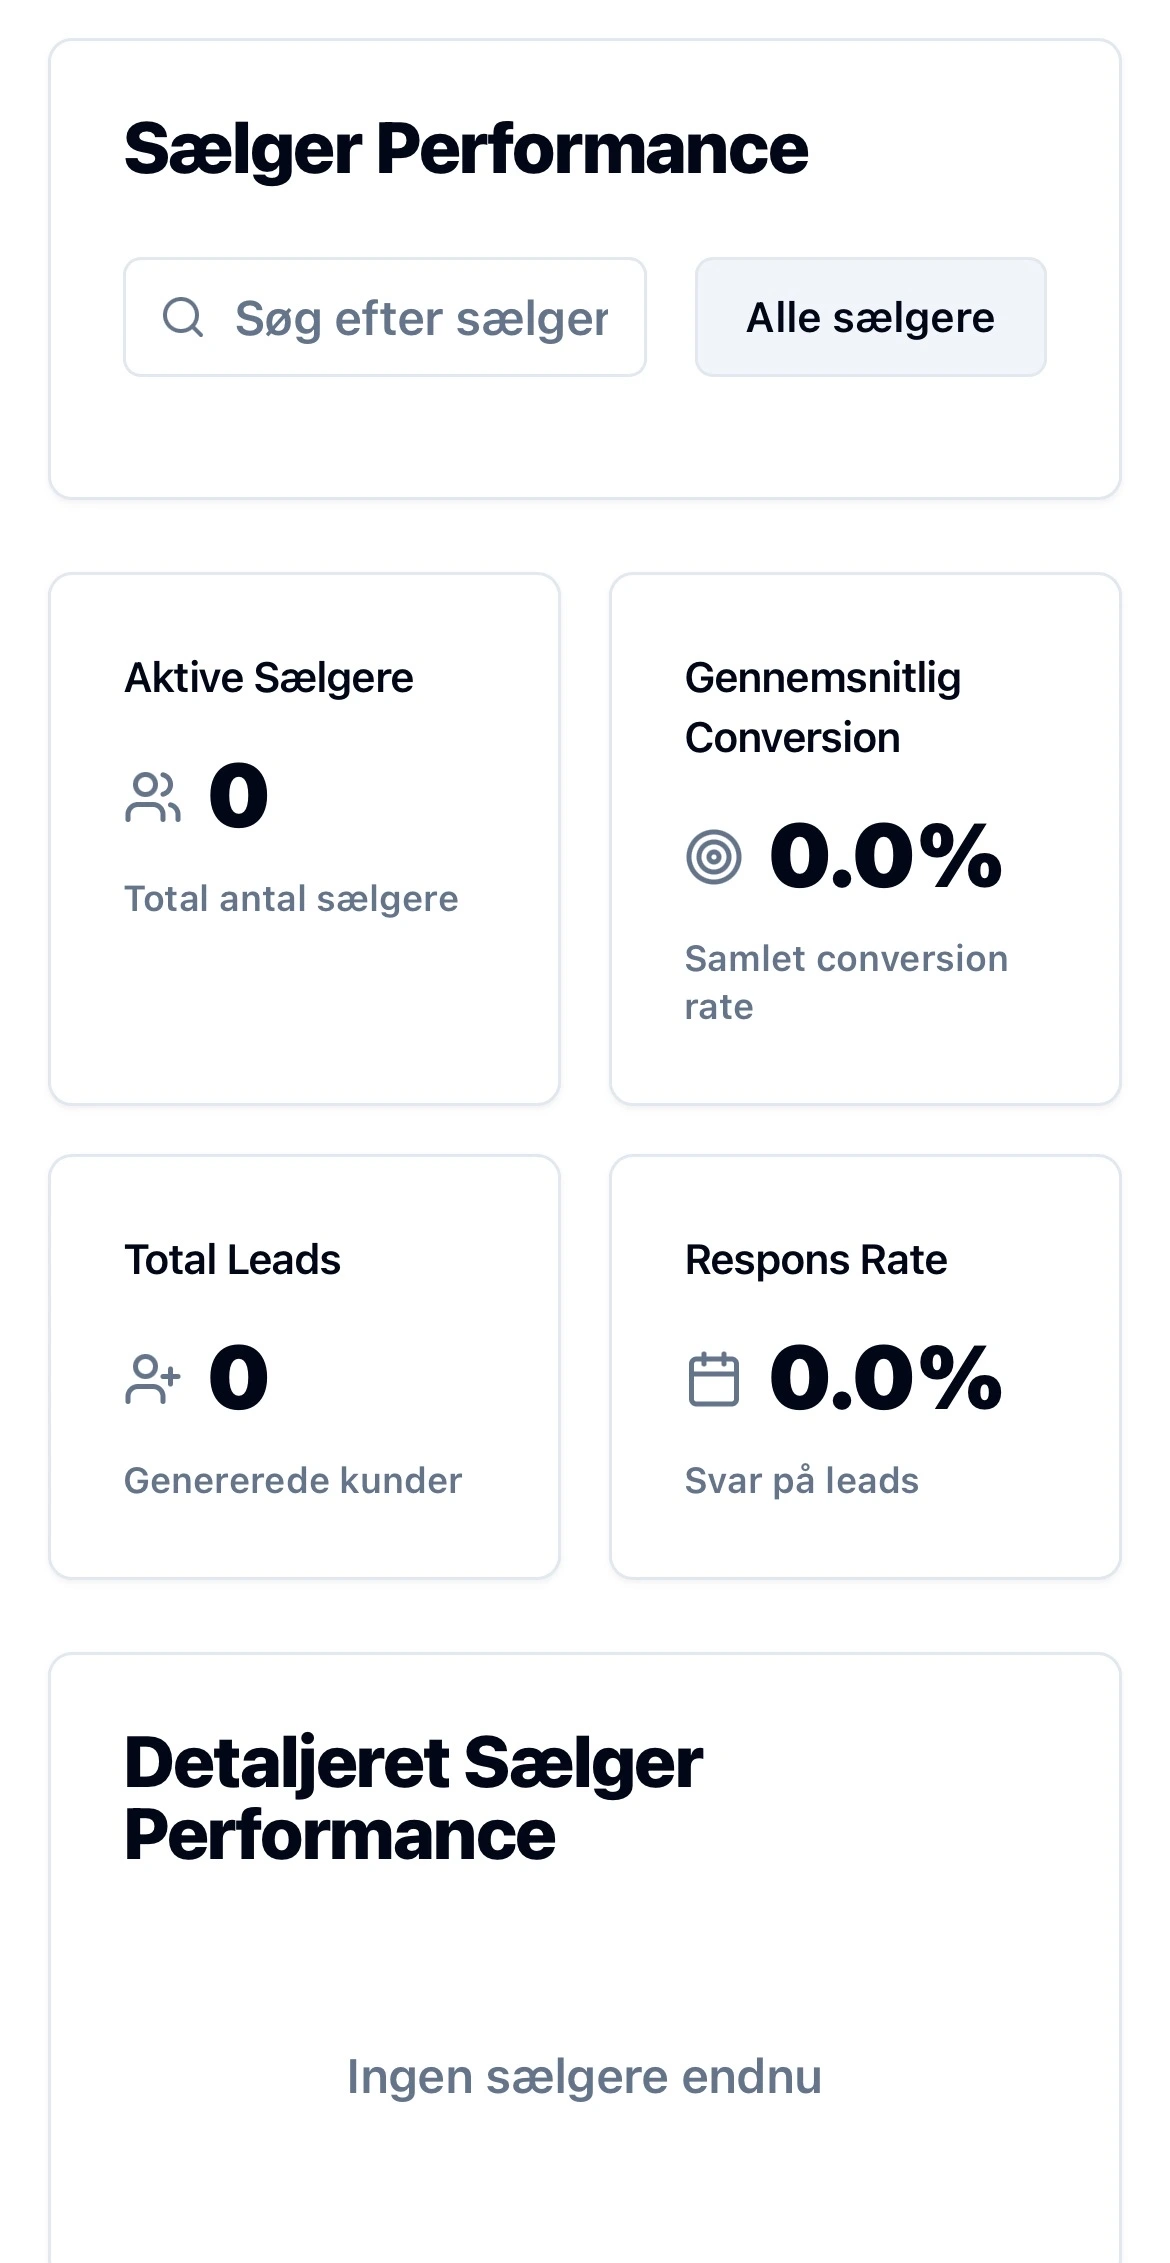 Sælger Performance
Søg efter sælger
Alle sælgere
Aktive Sælgere
0
Total antal sælgere
Gennemsnitlig
Conversion
0.0%
Samlet conversion
rate
Total Leads
0
Genererede kunder
Respons Rate
0.0%
Svar på leads
Detaljeret Sælger
Performance
Ingen sælgere endnu